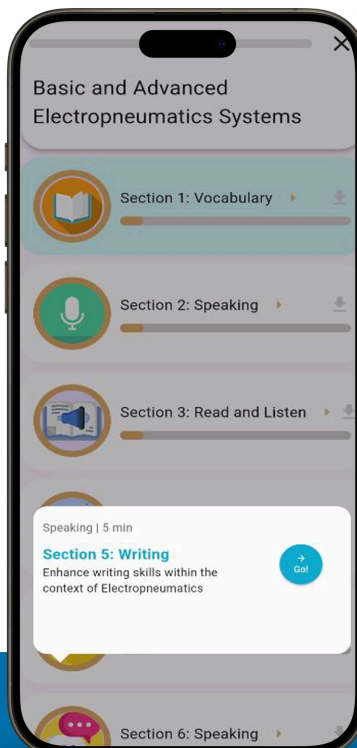 Basic and Advanced
Electropneumatics Systems
Section 1: Vocabulary
Section 2: Speaking
Section 3: Read and Listen
Speaking | 5 min
Section 5: Writing
Enhance writing skills within the
context of Electropneumatics
Go!
Section 6: Speaking